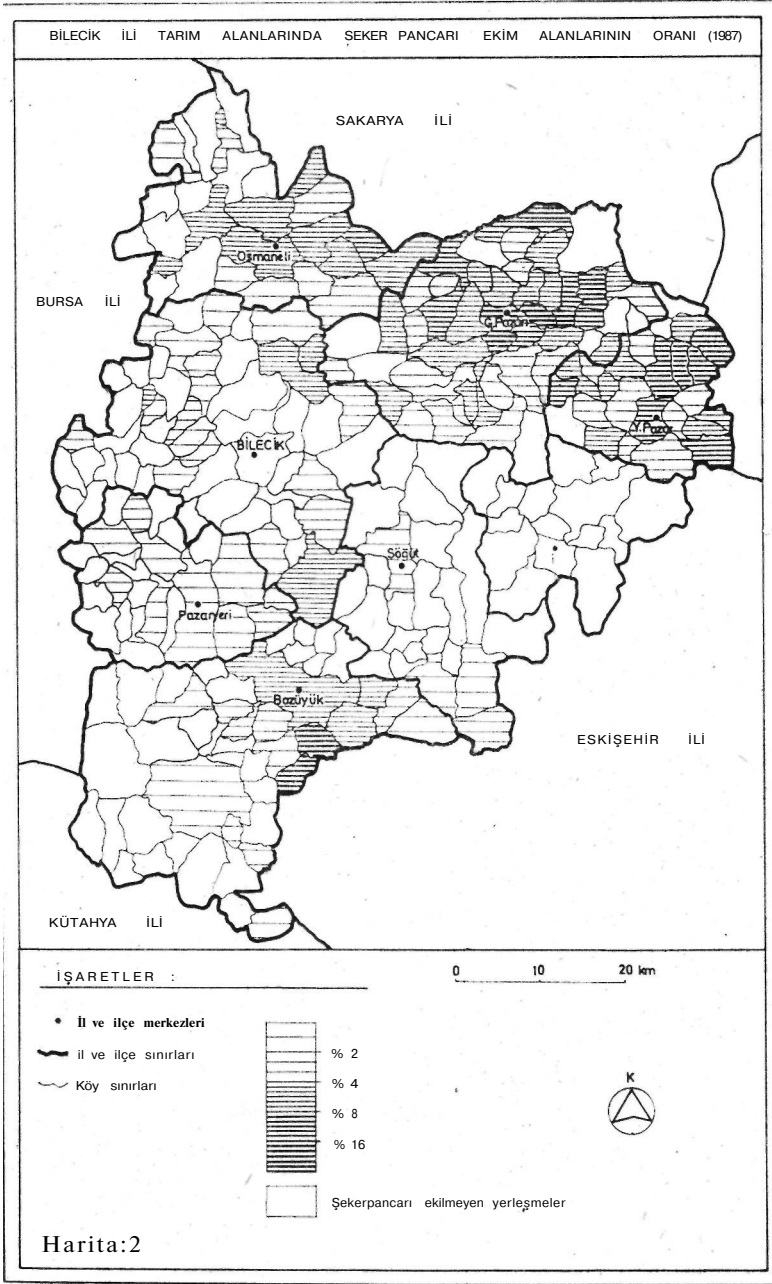 BİLECİK İLİ TARIM ALANLARINDA ŞEKER PANCARI EKİM ALANLARININ ORANI (1987)
SAKARYA İLİ
Osmaneli
BURSA İLİ
G.Pazarı
Y.Pazar
BİLECİK
Söğüt
Pazaryeri
Bozüyük
ESKİŞEHİR İLİ
KÜTAHYA İLİ
İŞARETLER :
0 10 20 km
• İl ve ilçe merkezleri
il ve ilçe sınırları
Köy sınırları
% 2
% 4
% 8
% 16
K
Şekerpancarı ekilmeyen yerleşmeler
Harita:2